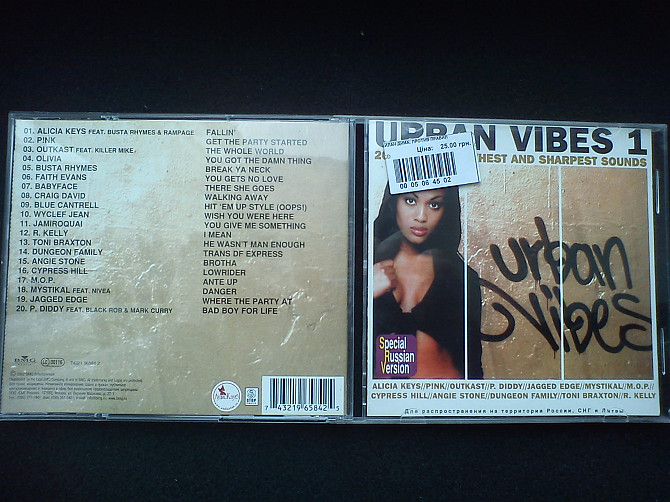 01. ALICIA KEYS FEAT. BUSTA RHYMES & RAMPAGE FALLIN'
02. PINK GET THE PARTY STARTED
03. OUTKAST FEAT. KILLER MIKE THE WHOLE WORLD
04. OLIVIA YOU GOT THE DAMN THING
05. BUSTA RHYMES BREAK YA NECK
06. FAITH EVANS YOU GETS NO LOVE
07. BABYFACE THERE SHE GOES
08. CRAIG DAVID WALKING AWAY
09. BLUE CANTRELL HIT 'EM UP STYLE (OOPS!)
10. WYCLEF JEAN WISH YOU WERE HERE
11. JAMIROQUAI YOU GIVE ME SOMETHING
12. R. KELLY I MEAN
13. TONI BRAXTON HE WASN'T MAN ENOUGH
14. DUNGEON FAMILY TRANS DF EXPRESS
15. ANGIE STONE BROTHA
16. CYPRESS HILL LOWRIDER
17. M.O.P. ANTE UP
18. MYSTIKAL FEAT. NIVEA DANGER
19. JAGGED EDGE WHERE THE PARTY AT
20. P. DIDDY FEAT. BLACK ROB & MARK CURRY BAD BOY FOR LIFE
BMG
LC 00116
7 43219 65842 5
URBAN VIBES 1
HEST AND SHARPEST SOUNDS
Ціна: 25.00 грн.
00 05 06 45 02
urban
vibes
Special
Russian
Version
ALICIA KEYS//PINK//OUTKAST//P. DIDDY//JAGGED EDGE//MYSTIKAL//M.O.P.//
CYPRESS HILL//ANGIE STONE//DUNGEON FAMILY//TONI BRAXTON//R. KELLY
Для распространения на территории России, СНГ и Литвы